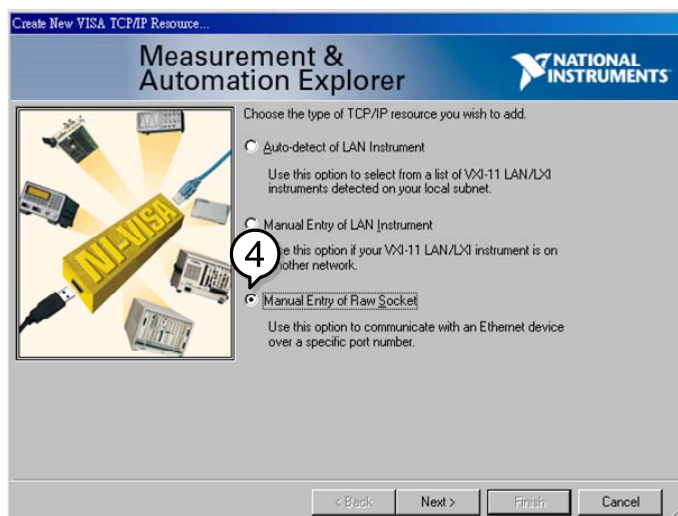 Create New VISA TCP/IP Resource...
Measurement &
Automation Explorer
NATIONAL
INSTRUMENTS
Choose the type of TCP/IP resource you wish to add.
Auto-detect of LAN Instrument
Use this option to select from a list of VXI-11 LAN/LXI
instruments detected on your local subnet.
Manual Entry of LAN Instrument
4
this option if your VXI-11 LAN/LXI instrument is on
network.
Manual Entry of Raw Socket
Use this option to communicate with an Ethernet device
over a specific port number.
NI-VISA
< Back
Next >
Finish
Cancel